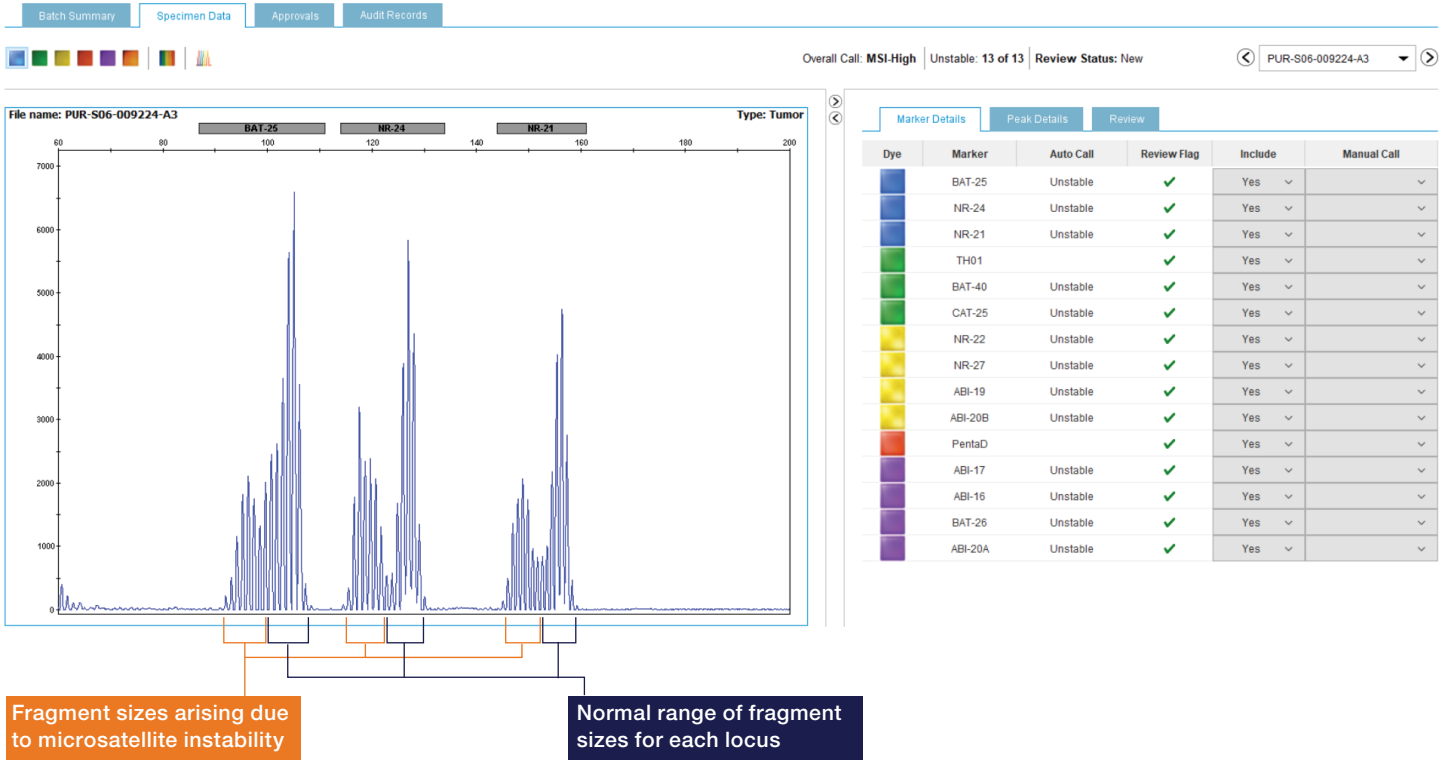 Batch Summary Specimen Data Approvals Audit Records
Overall Call: MSI-High Unstable: 13 of 13 Review Status: New PUR-S06-009224-A3
File name: PUR-S06-009224-A3 Type: Tumor
BAT-25 NR-24 NR-21
60 80 100 120 140 160 180 200
7000
6000
5000
4000
3000
2000
1000
0
Marker Details Peak Details Review
Dye Marker Auto Call Review Flag Include Manual Call
BAT-25 Unstable Yes
NR-24 Unstable Yes
NR-21 Unstable Yes
TH01 Yes
BAT-40 Unstable Yes
CAT-25 Unstable Yes
NR-22 Unstable Yes
NR-27 Unstable Yes
ABI-19 Unstable Yes
ABI-20B Unstable Yes
PentaD Yes
ABI-17 Unstable Yes
ABI-16 Unstable Yes
BAT-26 Unstable Yes
ABI-20A Unstable Yes
Fragment sizes arising due
to microsatellite instability
Normal range of fragment
sizes for each locus